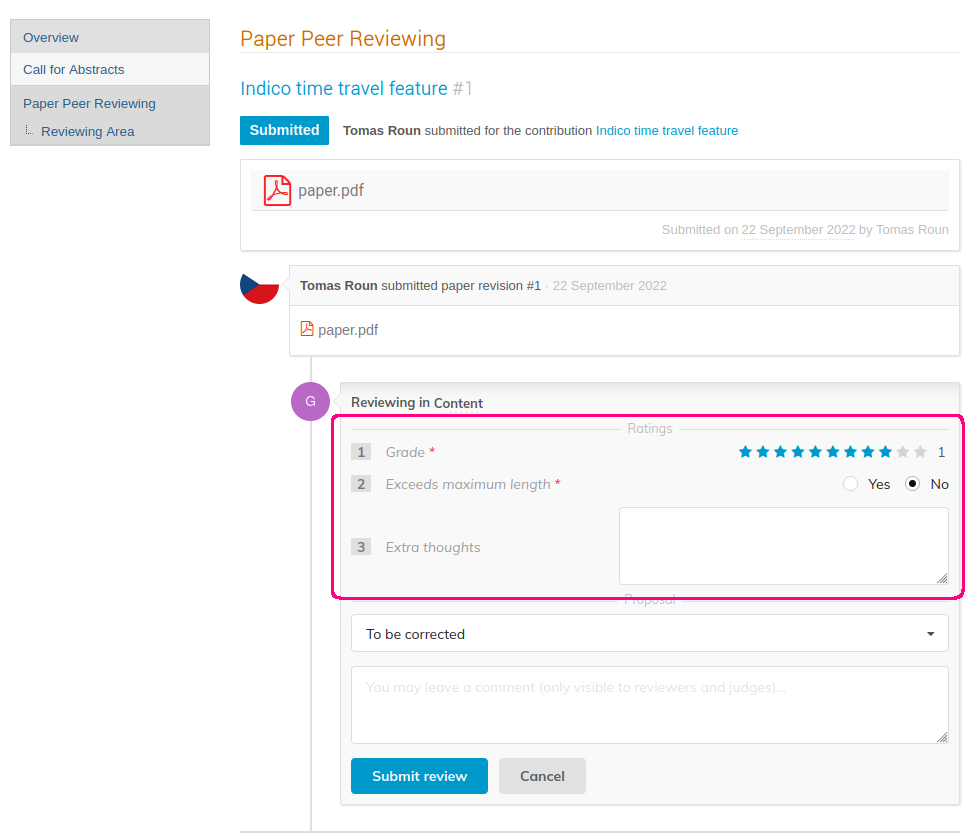 Overview
Call for Abstracts
Paper Peer Reviewing
Reviewing Area
Paper Peer Reviewing
Indico time travel feature #1
Submitted Tomas Roun submitted for the contribution Indico time travel feature
paper.pdf
Submitted on 22 September 2022 by Tomas Roun
Tomas Roun submitted paper revision #1 · 22 September 2022
paper.pdf
G
Reviewing in Content
Ratings
1 Grade * 1
2 Exceeds maximum length * Yes No
3 Extra thoughts
Proposal
To be corrected
You may leave a comment (only visible to reviewers and judges)...
Submit review Cancel